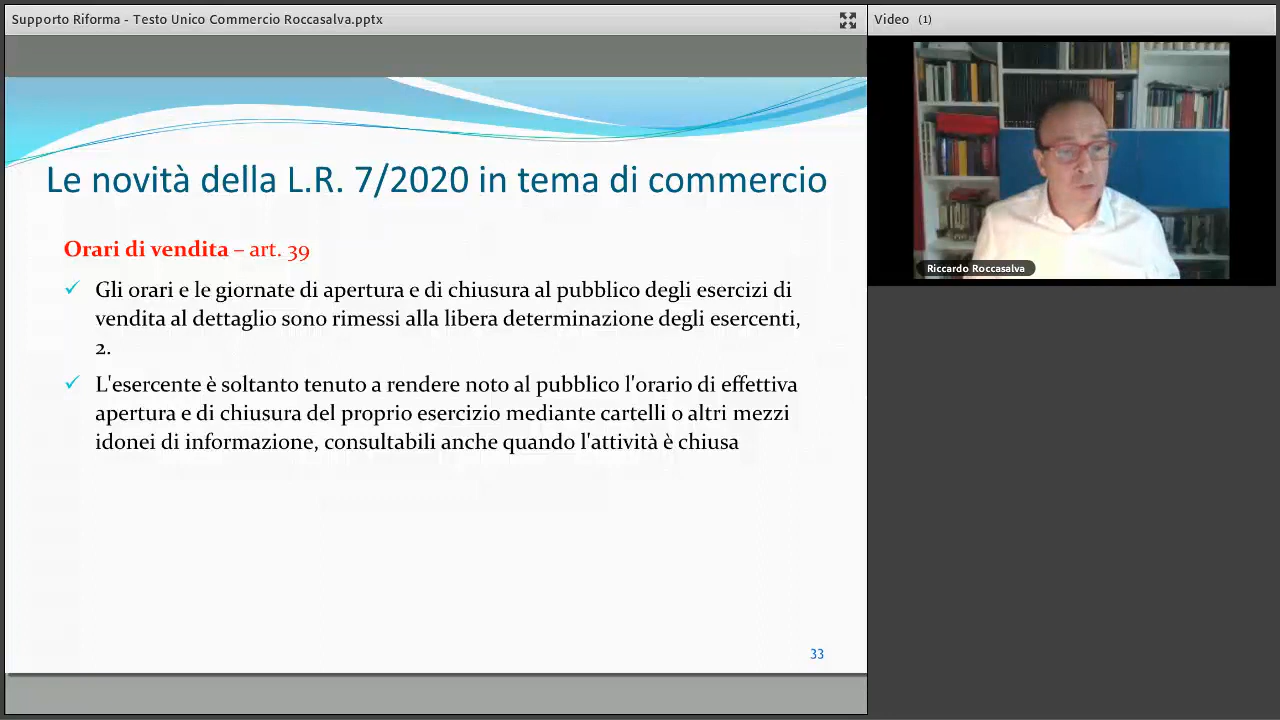 Supporto Riforma - Testo Unico Commercio Roccasalva.pptx
Video (1)
Riccardo Roccasalva
Le novità della L.R. 7/2020 in tema di commercio
Orari di vendita – art. 39
✓ Gli orari e le giornate di apertura e di chiusura al pubblico degli esercizi di
vendita al dettaglio sono rimessi alla libera determinazione degli esercenti,
2.
✓ L'esercente è soltanto tenuto a rendere noto al pubblico l'orario di effettiva
apertura e di chiusura del proprio esercizio mediante cartelli o altri mezzi
idonei di informazione, consultabili anche quando l'attività è chiusa
33